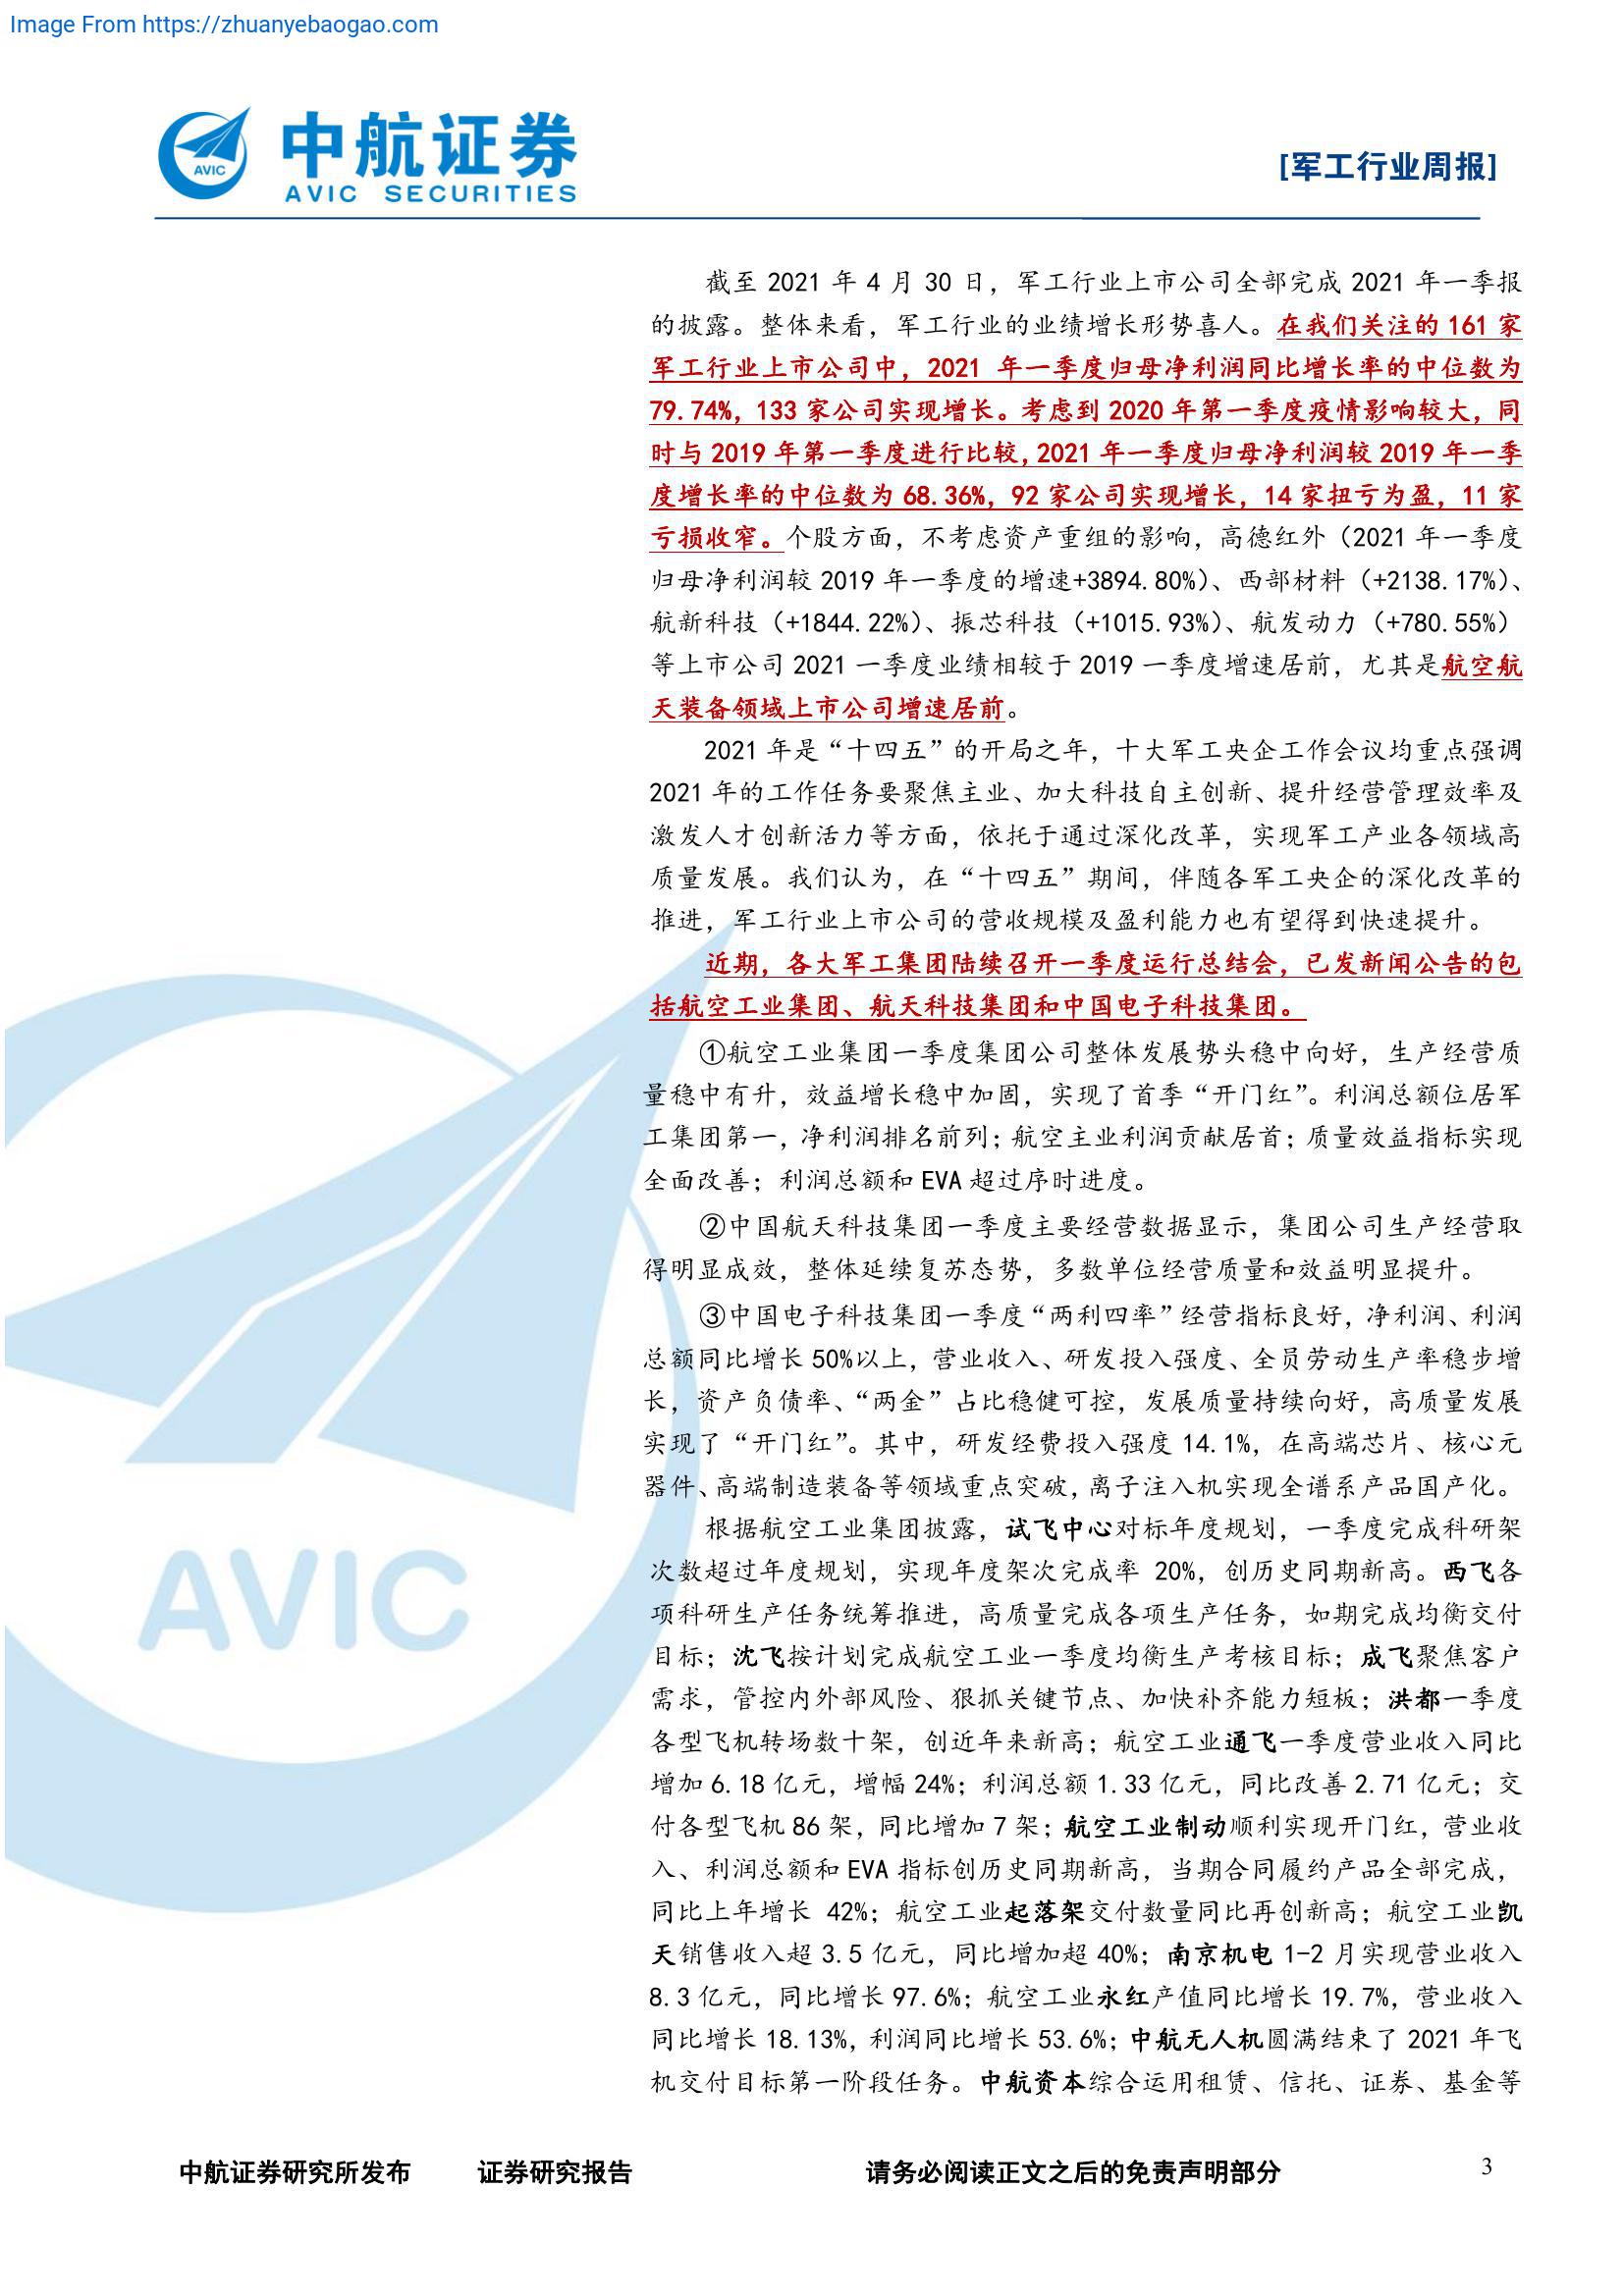 Image From https://zhuanyebaogao.com
AVIC
中航证券
AVIC SECURITIES
[军工行业周报]
截至 2021 年 4 月 30 日，军工行业上市公司全部完成 2021 年一季报
的披露。整体来看，军工行业的业绩增长形势喜人。在我们关注的 161 家
军工行业上市公司中，2021 年一季度归母净利润同比增长率的中位数为
79.74%，133 家公司实现增长。考虑到 2020 年第一季度疫情影响较大，同
时与 2019 年第一季度进行比较，2021 年一季度归母净利润较 2019 年一季
度增长率的中位数为 68.36%，92 家公司实现增长，14 家扭亏为盈，11 家
亏损收窄。个股方面，不考虑资产重组的影响，高德红外（2021 年一季度
归母净利润较 2019 年一季度的增速+3894.80%）、西部材料（+2138.17%）、
航新科技（+1844.22%）、振芯科技（+1015.93%）、航发动力（+780.55%）
等上市公司 2021 一季度业绩相较于 2019 一季度增速居前，尤其是航空航
天装备领域上市公司增速居前。
2021 年是“十四五”的开局之年，十大军工央企工作会议均重点强调
2021 年的工作任务要聚焦主业、加大科技自主创新、提升经营管理效率及
激发人才创新活力等方面，依托于通过深化改革，实现军工产业各领域高
质量发展。我们认为，在“十四五”期间，伴随各军工央企的深化改革的
推进，军工行业上市公司的营收规模及盈利能力也有望得到快速提升。
近期，各大军工集团陆续召开一季度运行总结会，已发新闻公告的包
括航空工业集团、航天科技集团和中国电子科技集团。
①航空工业集团一季度集团公司整体发展势头稳中向好，生产经营质
量稳中有升，效益增长稳中加固，实现了首季“开门红”。利润总额位居军
工集团第一，净利润排名前列；航空主业利润贡献居首；质量效益指标实现
全面改善；利润总额和 EVA 超过序时进度。
②中国航天科技集团一季度主要经营数据显示，集团公司生产经营取
得明显成效，整体延续复苏态势，多数单位经营质量和效益明显提升。
③中国电子科技集团一季度“两利四率”经营指标良好，净利润、利润
总额同比增长 50%以上，营业收入、研发投入强度、全员劳动生产率稳步增
长，资产负债率、“两金”占比稳健可控，发展质量持续向好，高质量发展
实现了“开门红”。其中，研发经费投入强度 14.1%，在高端芯片、核心元
器件、高端制造装备等领域重点突破，离子注入机实现全谱系产品国产化。
根据航空工业集团披露，试飞中心对标年度规划，一季度完成科研架
次数超过年度规划，实现年度架次完成率 20%，创历史同期新高。西飞各
项科研生产任务统筹推进，高质量完成各项生产任务，如期完成均衡交付
目标；沈飞按计划完成航空工业一季度均衡生产考核目标；成飞聚焦客户
需求，管控内外部风险、狠抓关键节点、加快补齐能力短板；洪都一季度
各型飞机转场数十架，创近年来新高；航空工业通飞一季度营业收入同比
增加 6.18 亿元，增幅 24%；利润总额 1.33 亿元，同比改善 2.71 亿元；交
付各型飞机 86 架，同比增加 7 架；航空工业制动顺利实现开门红，营业收
入、利润总额和 EVA 指标创历史同期新高，当期合同履约产品全部完成，
同比上年增长 42%；航空工业起落架交付数量同比再创新高；航空工业凯
天销售收入超 3.5 亿元，同比增加超 40%；南京机电 1-2 月实现营业收入
8.3 亿元，同比增长 97.6%；航空工业永红产值同比增长 19.7%，营业收入
同比增长 18.13%，利润同比增长 53.6%；中航无人机圆满结束了 2021 年飞
机交付目标第一阶段任务。中航资本综合运用租赁、信托、证券、基金等
AVIC
中航证券研究所发布 证券研究报告 请务必阅读正文之后的免责声明部分 3